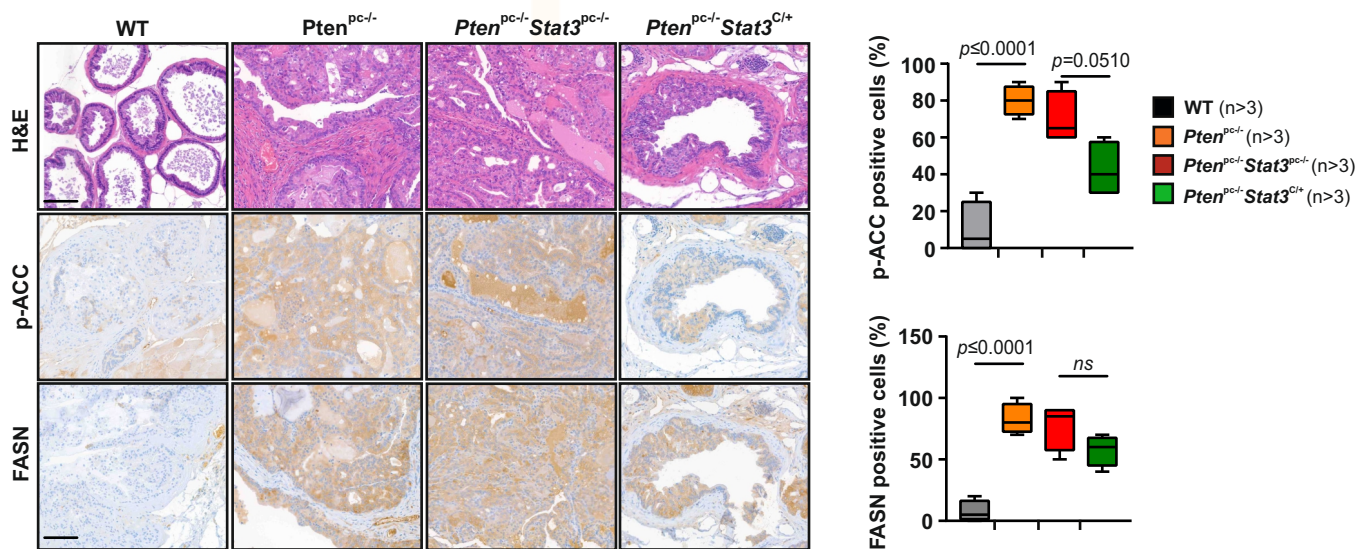 WT
Pten^pc-/-
Pten^pc-/-Stat3^pc-/-
Pten^pc-/-Stat3^C/+
H&E
p-ACC
FASN
p-ACC positive cells (%)
100
80
60
40
20
0
p≤0.0001
p=0.0510
WT (n>3)
Pten^pc-/- (n>3)
Pten^pc-/-Stat3^pc-/- (n>3)
Pten^pc-/-Stat3^C/+ (n>3)
FASN positive cells (%)
150
100
50
0
p≤0.0001
ns